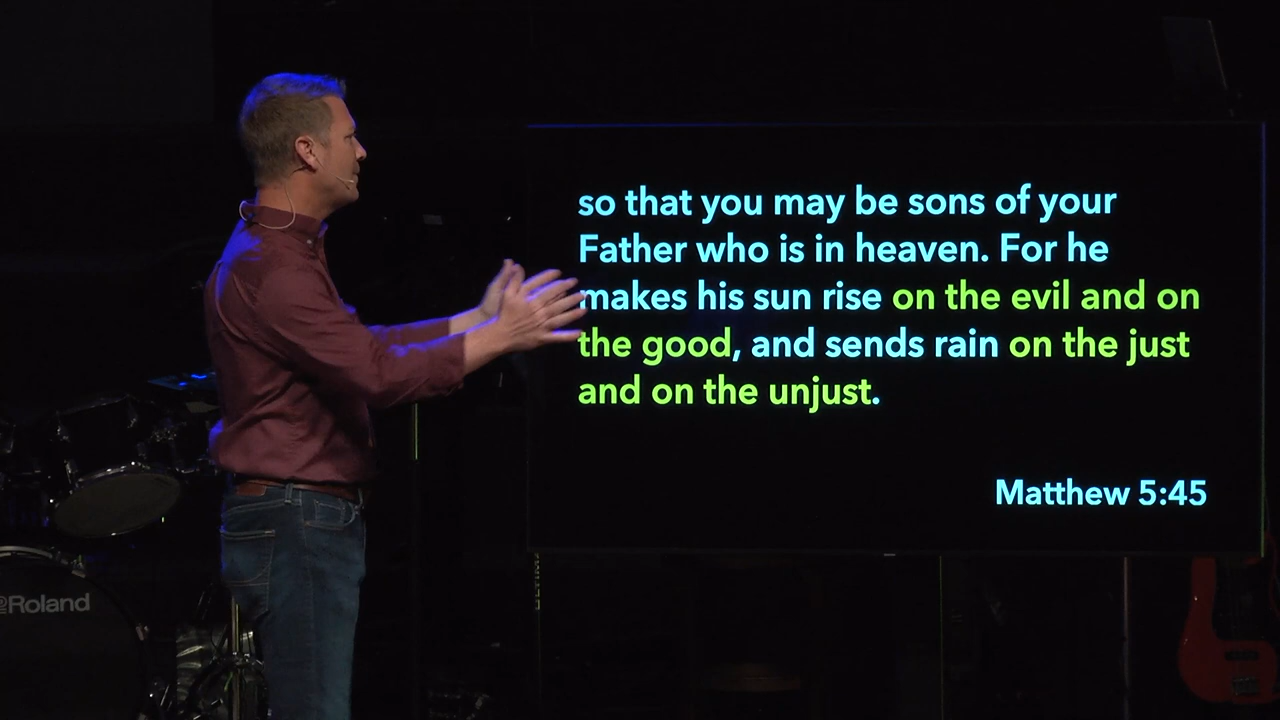 so that you may be sons of your
Father who is in heaven. For he
makes his sun rise on the evil and on
the good, and sends rain on the just
and on the unjust.
Matthew 5:45
Roland